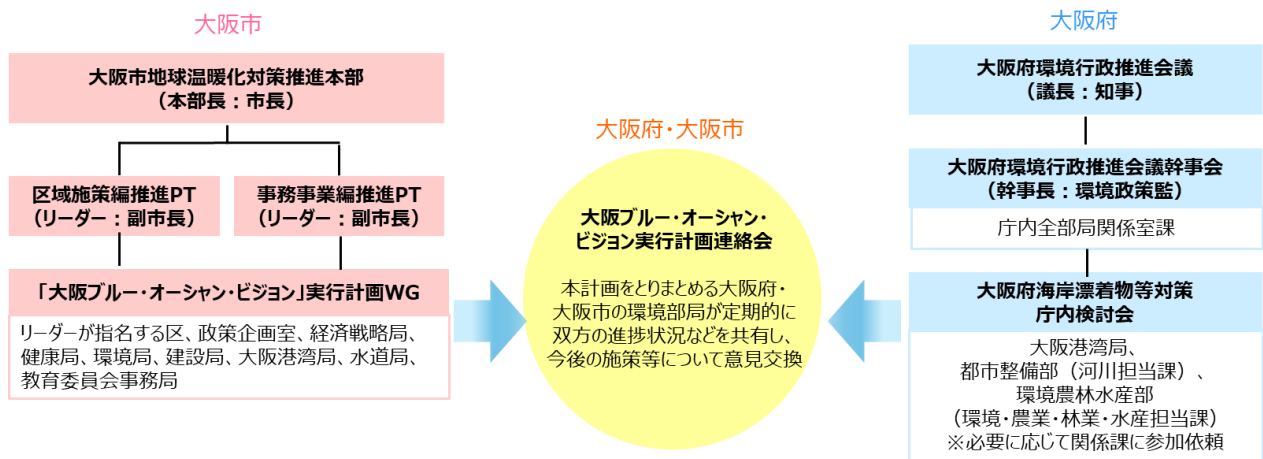 大阪市
大阪市地球温暖化対策推進本部
（本部長：市長）
区域施策編推進PT
（リーダー：副市長）
事務事業編推進PT
（リーダー：副市長）
「大阪ブルー・オーシャン・ビジョン」実行計画WG
リーダーが指名する区、政策企画室、経済戦略局、
健康局、環境局、建設局、大阪港湾局、水道局、
教育委員会事務局
大阪府・大阪市
大阪ブルー・オーシャン・
ビジョン実行計画連絡会
本計画をとりまとめる大阪府・
大阪市の環境部局が定期的に
双方の進捗状況などを共有し、
今後の施策等について意見交換
大阪府
大阪府環境行政推進会議
（議長：知事）
大阪府環境行政推進会議幹事会
（幹事長：環境政策監）
庁内全部局関係室課
大阪府海岸漂着物等対策
庁内検討会
大阪港湾局、
都市整備部（河川担当課）、
環境農林水産部
（環境・農業・林業・水産担当課）
※必要に応じて関係課に参加依頼